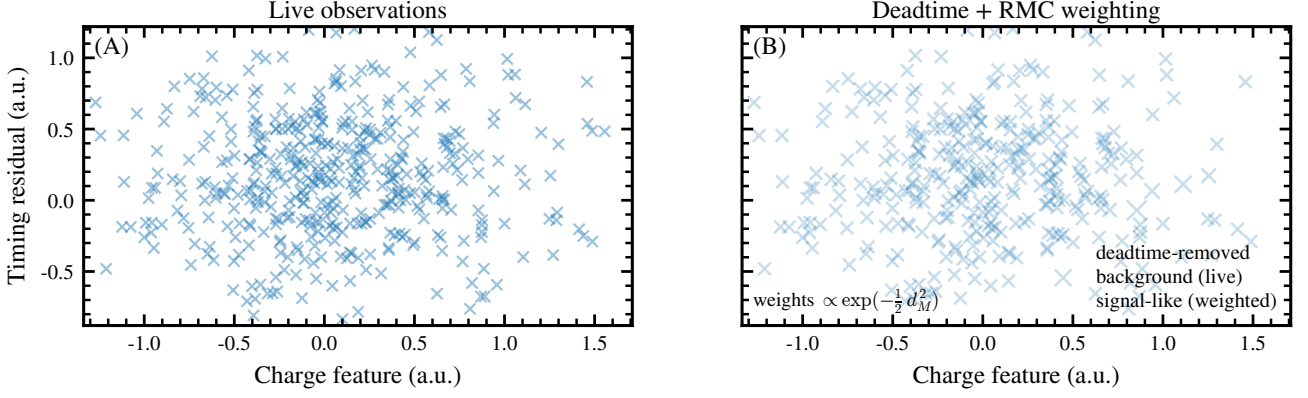 Live observations
(A)
1.0
0.5
0.0
-0.5
Timing residual (a.u.)
-1.0
-0.5
0.0
0.5
1.0
1.5
Charge feature (a.u.)
Deadtime + RMC weighting
(B)
deadtime-removed
background (live)
signal-like (weighted)
weights ∝ exp(−½ d_M^2)
-1.0
-0.5
0.0
0.5
1.0
1.5
Charge feature (a.u.)